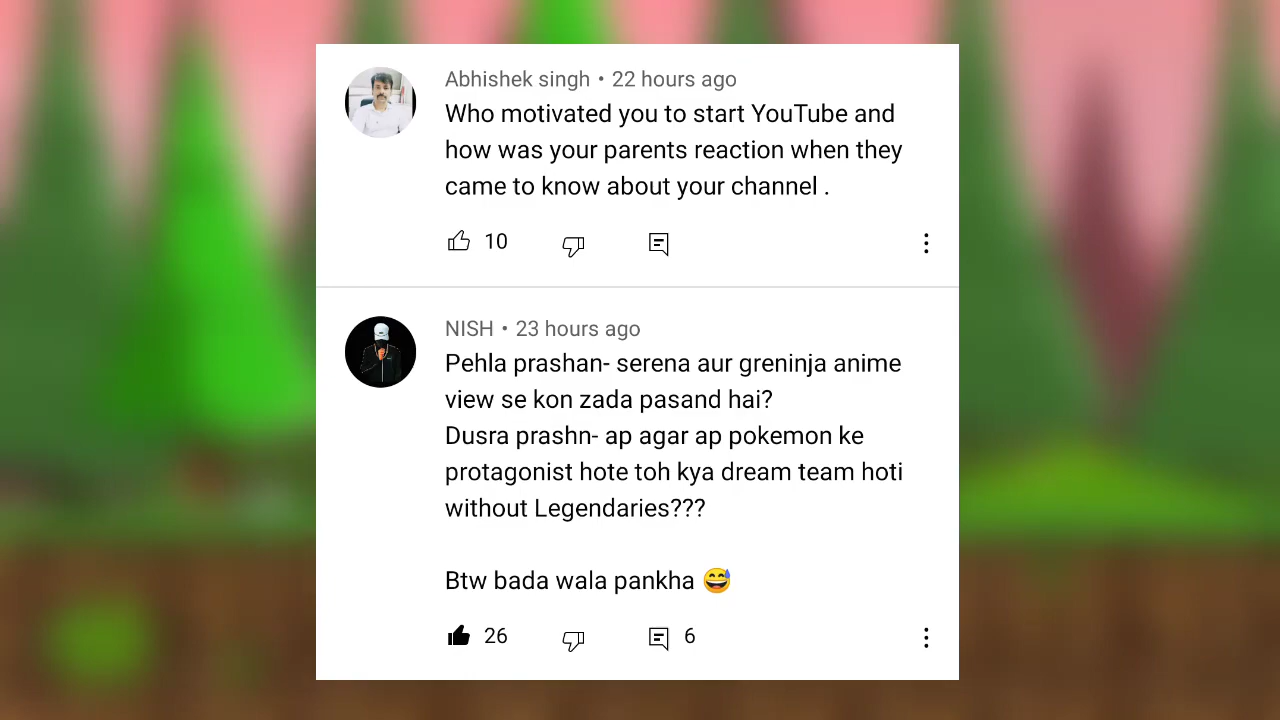 Abhishek singh • 22 hours ago
Who motivated you to start YouTube and
how was your parents reaction when they
came to know about your channel .
10
NISH • 23 hours ago
Pehla prashan- serena aur greninja anime
view se kon zada pasand hai?
Dusra prashn- ap agar ap pokemon ke
protagonist hote toh kya dream team hoti
without Legendaries???
Btw bada wala pankha 😅
26 6